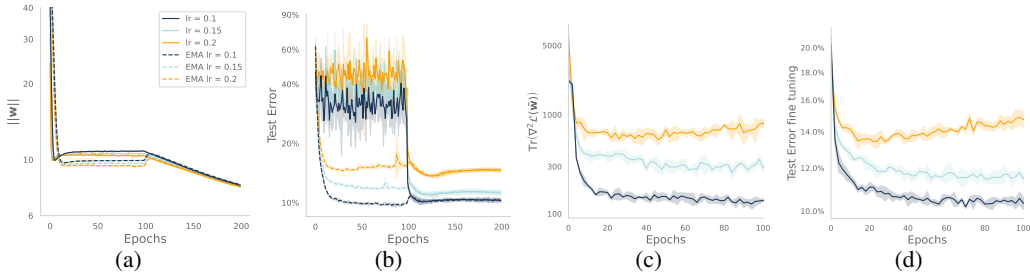 40
30
20
10
6
||w||
0
50
100
150
200
Epochs
lr = 0.1
lr = 0.15
lr = 0.2
EMA lr = 0.1
EMA lr = 0.15
EMA lr = 0.2
(a)
90%
60%
40%
20%
10%
Test Error
0
50
100
150
200
Epochs
(b)
5000
1000
300
100
Tr(∇²ℒ(w̄))
0
20
40
60
80
100
Epochs
(c)
20.0%
18.0%
16.0%
14.0%
12.0%
10.0%
Test Error fine tuning
0
20
40
60
80
100
Epochs
(d)